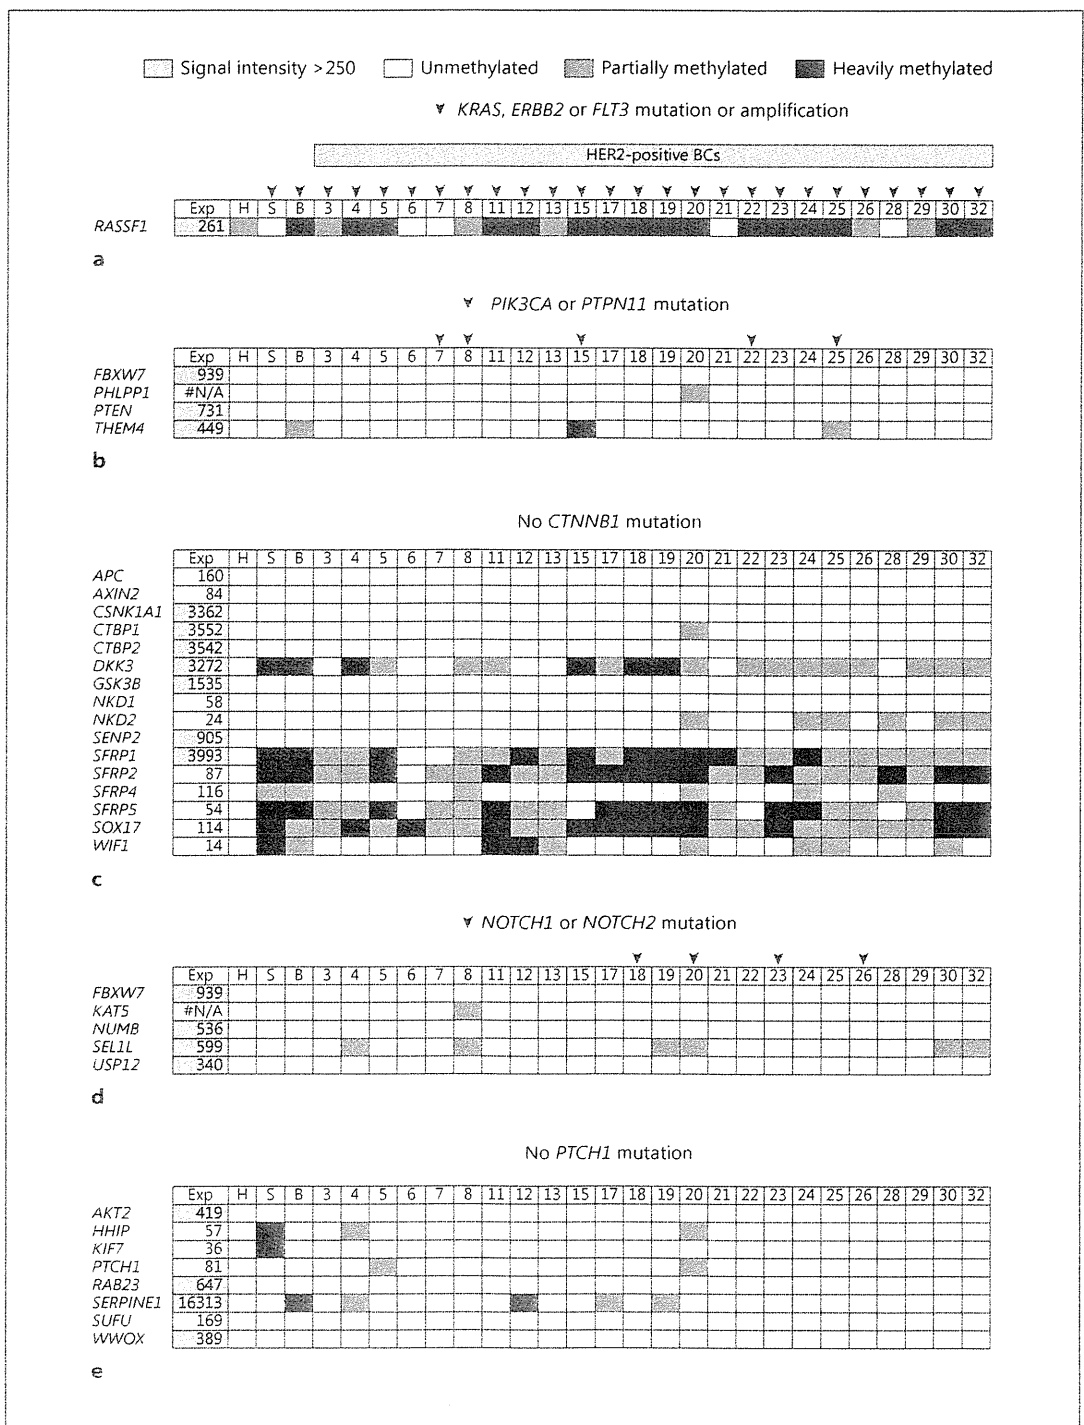 Signal intensity >250 Unmethylated Partially methylated Heavily methylated
KRAS, ERBB2 or FLT3 mutation or amplification
HER2-positive BCs
Exp H S B 3 4 5 6 7 8 11 12 13 15 17 18 19 20 21 22 23 24 25 26 28 29 30 32
RASSF1 261
a
PIK3CA or PTPN11 mutation
Exp H S B 3 4 5 6 7 8 11 12 13 15 17 18 19 20 21 22 23 24 25 26 28 29 30 32
FBXW7 939
PHLPP1 #N/A
PTEN 731
THEM4 449
b
No CTNNB1 mutation
Exp H S B 3 4 5 6 7 8 11 12 13 15 17 18 19 20 21 22 23 24 25 26 28 29 30 32
APC 160
AXIN2 84
CSNK1A1 3362
CTBP1 3552
CTBP2 3542
DKK3 3272
GSK3B 1535
NKD1 58
NKD2 24
SENP2 905
SFRP1 3993
SFRP2 87
SFRP4 116
SFRP5 54
SOX17 114
WIF1 14
c
NOTCH1 or NOTCH2 mutation
Exp H S B 3 4 5 6 7 8 11 12 13 15 17 18 19 20 21 22 23 24 25 26 28 29 30 32
FBXW7 939
KAT5 #N/A
NUMB 536
SEL1L 599
USP12 340
d
No PTCH1 mutation
Exp H S B 3 4 5 6 7 8 11 12 13 15 17 18 19 20 21 22 23 24 25 26 28 29 30 32
AKT2 419
HHIP 57
KIF7 36
PTCH1 81
RAB23 647
SERPINE1 16313
SUFU 169
WWOX 389
e